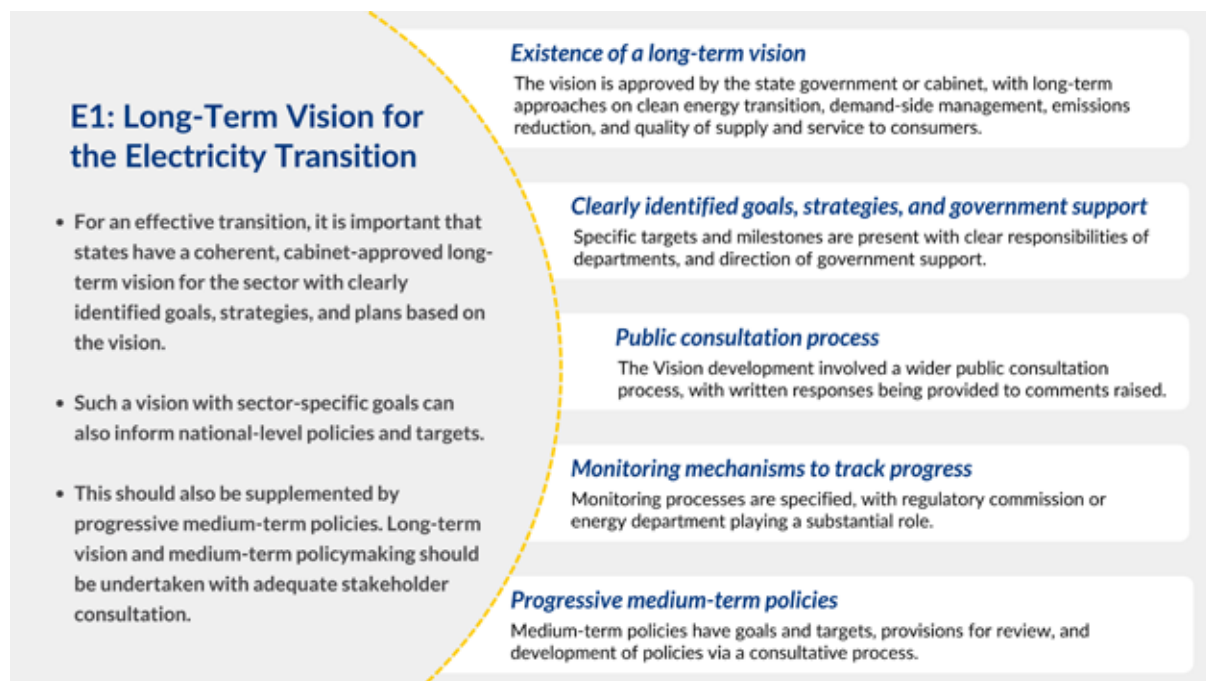 E1: Long-Term Vision for
the Electricity Transition
• For an effective transition, it is important that
states have a coherent, cabinet-approved long-
term vision for the sector with clearly
identified goals, strategies, and plans based on
the vision.
• Such a vision with sector-specific goals can
also inform national-level policies and targets.
• This should also be supplemented by
progressive medium-term policies. Long-term
vision and medium-term policymaking should
be undertaken with adequate stakeholder
consultation.
Existence of a long-term vision
The vision is approved by the state government or cabinet, with long-term
approaches on clean energy transition, demand-side management, emissions
reduction, and quality of supply and service to consumers.
Clearly identified goals, strategies, and government support
Specific targets and milestones are present with clear responsibilities of
departments, and direction of government support.
Public consultation process
The Vision development involved a wider public consultation
process, with written responses being provided to comments raised.
Monitoring mechanisms to track progress
Monitoring processes are specified, with regulatory commission or
energy department playing a substantial role.
Progressive medium-term policies
Medium-term policies have goals and targets, provisions for review, and
development of policies via a consultative process.